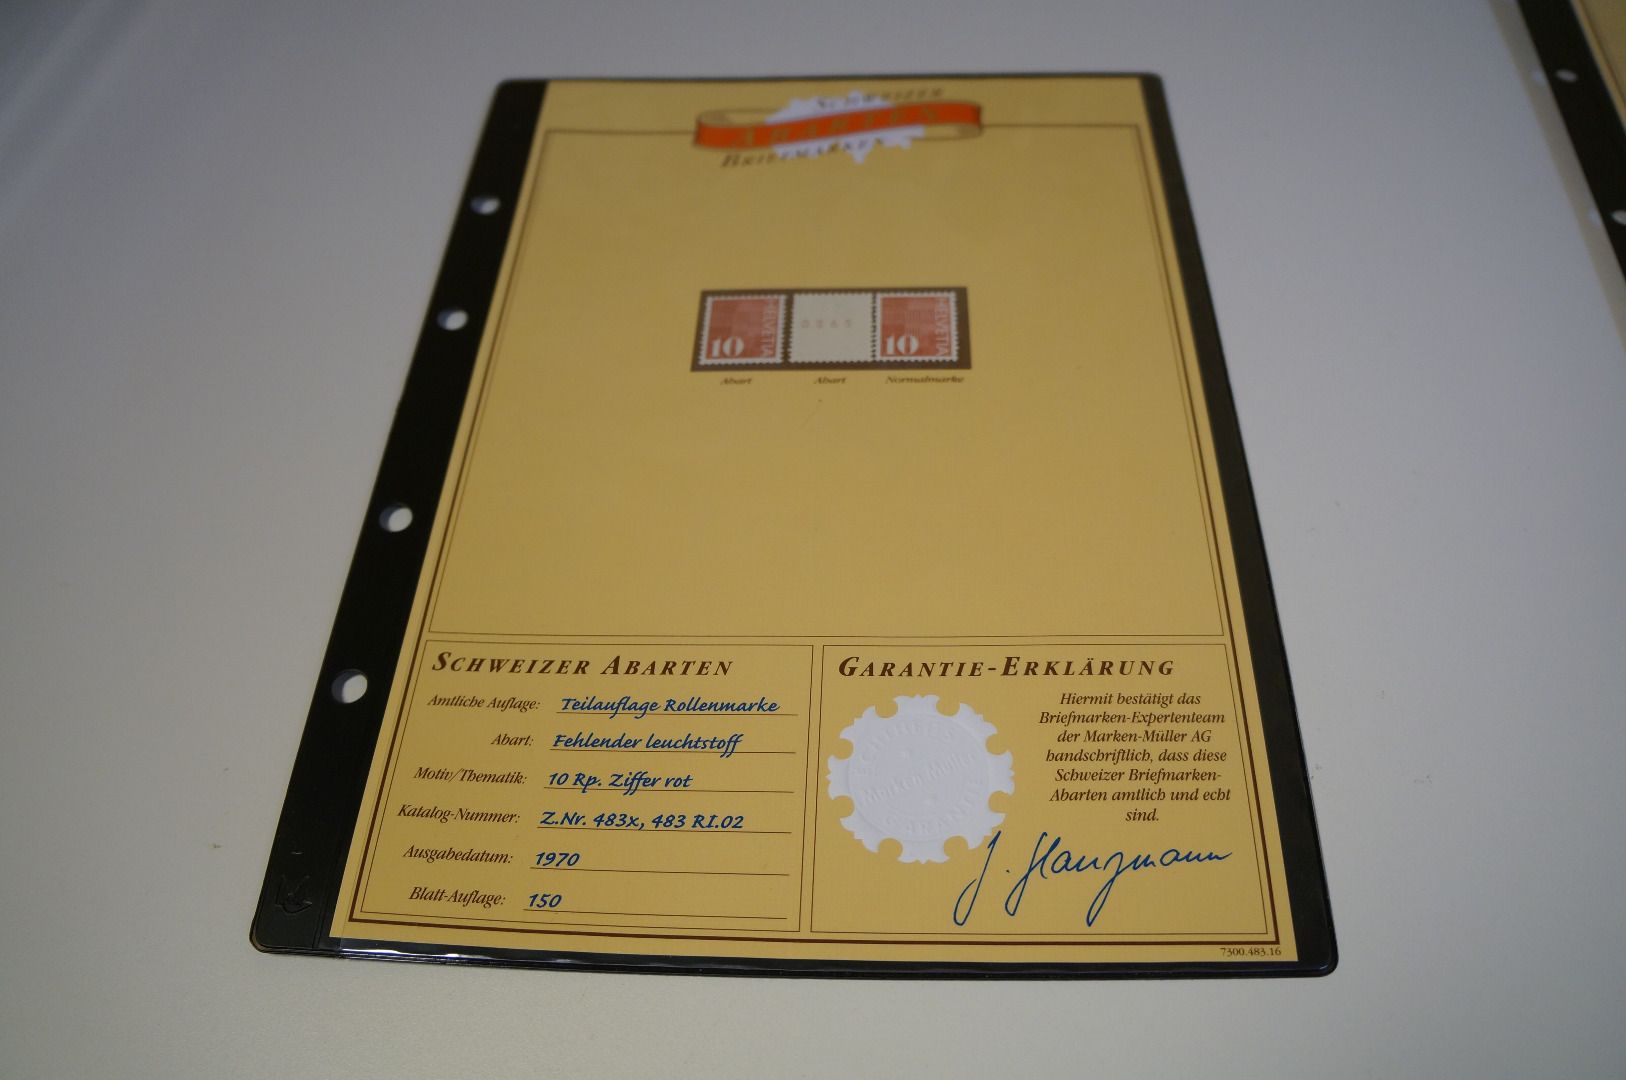 SCHWEIZER
ABARTEN
BRIEFMARKEN
10 HELVETIA
10 HELVETIA
Abart Abart Normalmarke
SCHWEIZER ABARTEN
Amtliche Auflage: Teilauflage Rollenmarke
Abart: Fehlender leuchtstoff
Motiv/Thematik: 10 Rp. Ziffer rot
Katalog-Nummer: Z.Nr. 483x, 483 RI.02
Ausgabedatum: 1970
Blatt-Auflage: 150
GARANTIE-ERKLÄRUNG
Hiermit bestätigt das
Briefmarken-Expertenteam
der Marken-Müller AG
handschriftlich, dass diese
Schweizer Briefmarken-
Abarten amtlich und echt
sind.
Marken-Müller
GARANTIE
7300.483.16